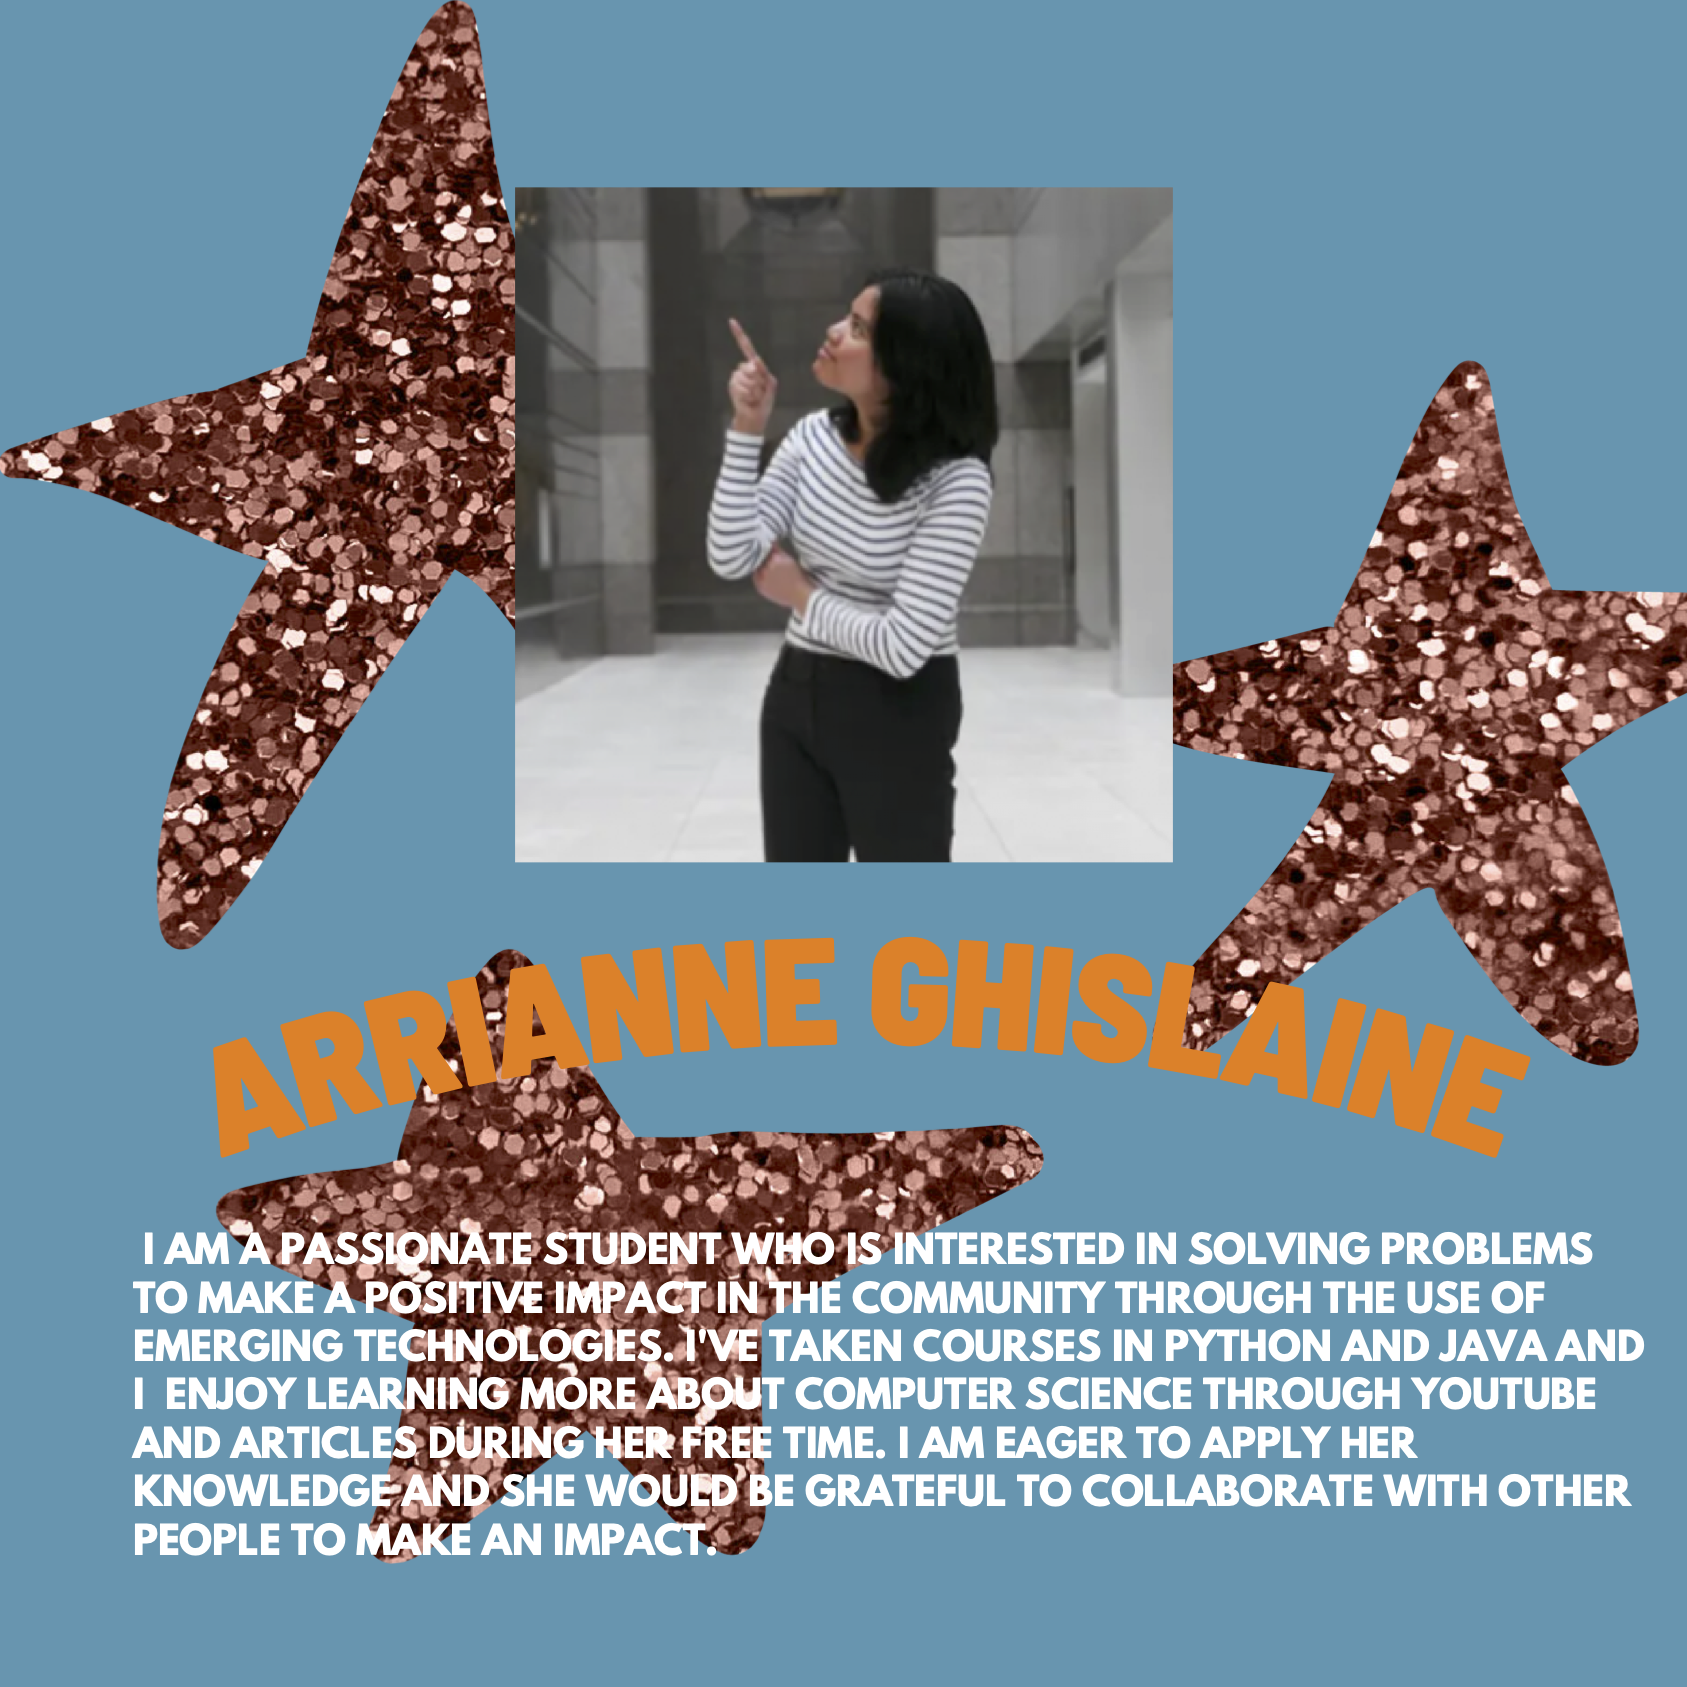 ARRIANNE GHISLAINE
I AM A PASSIONATE STUDENT WHO IS INTERESTED IN SOLVING PROBLEMS
TO MAKE A POSITIVE IMPACT IN THE COMMUNITY THROUGH THE USE OF
EMERGING TECHNOLOGIES. I'VE TAKEN COURSES IN PYTHON AND JAVA AND
I ENJOY LEARNING MORE ABOUT COMPUTER SCIENCE THROUGH YOUTUBE
AND ARTICLES DURING HER FREE TIME. I AM EAGER TO APPLY HER
KNOWLEDGE AND SHE WOULD BE GRATEFUL TO COLLABORATE WITH OTHER
PEOPLE TO MAKE AN IMPACT.